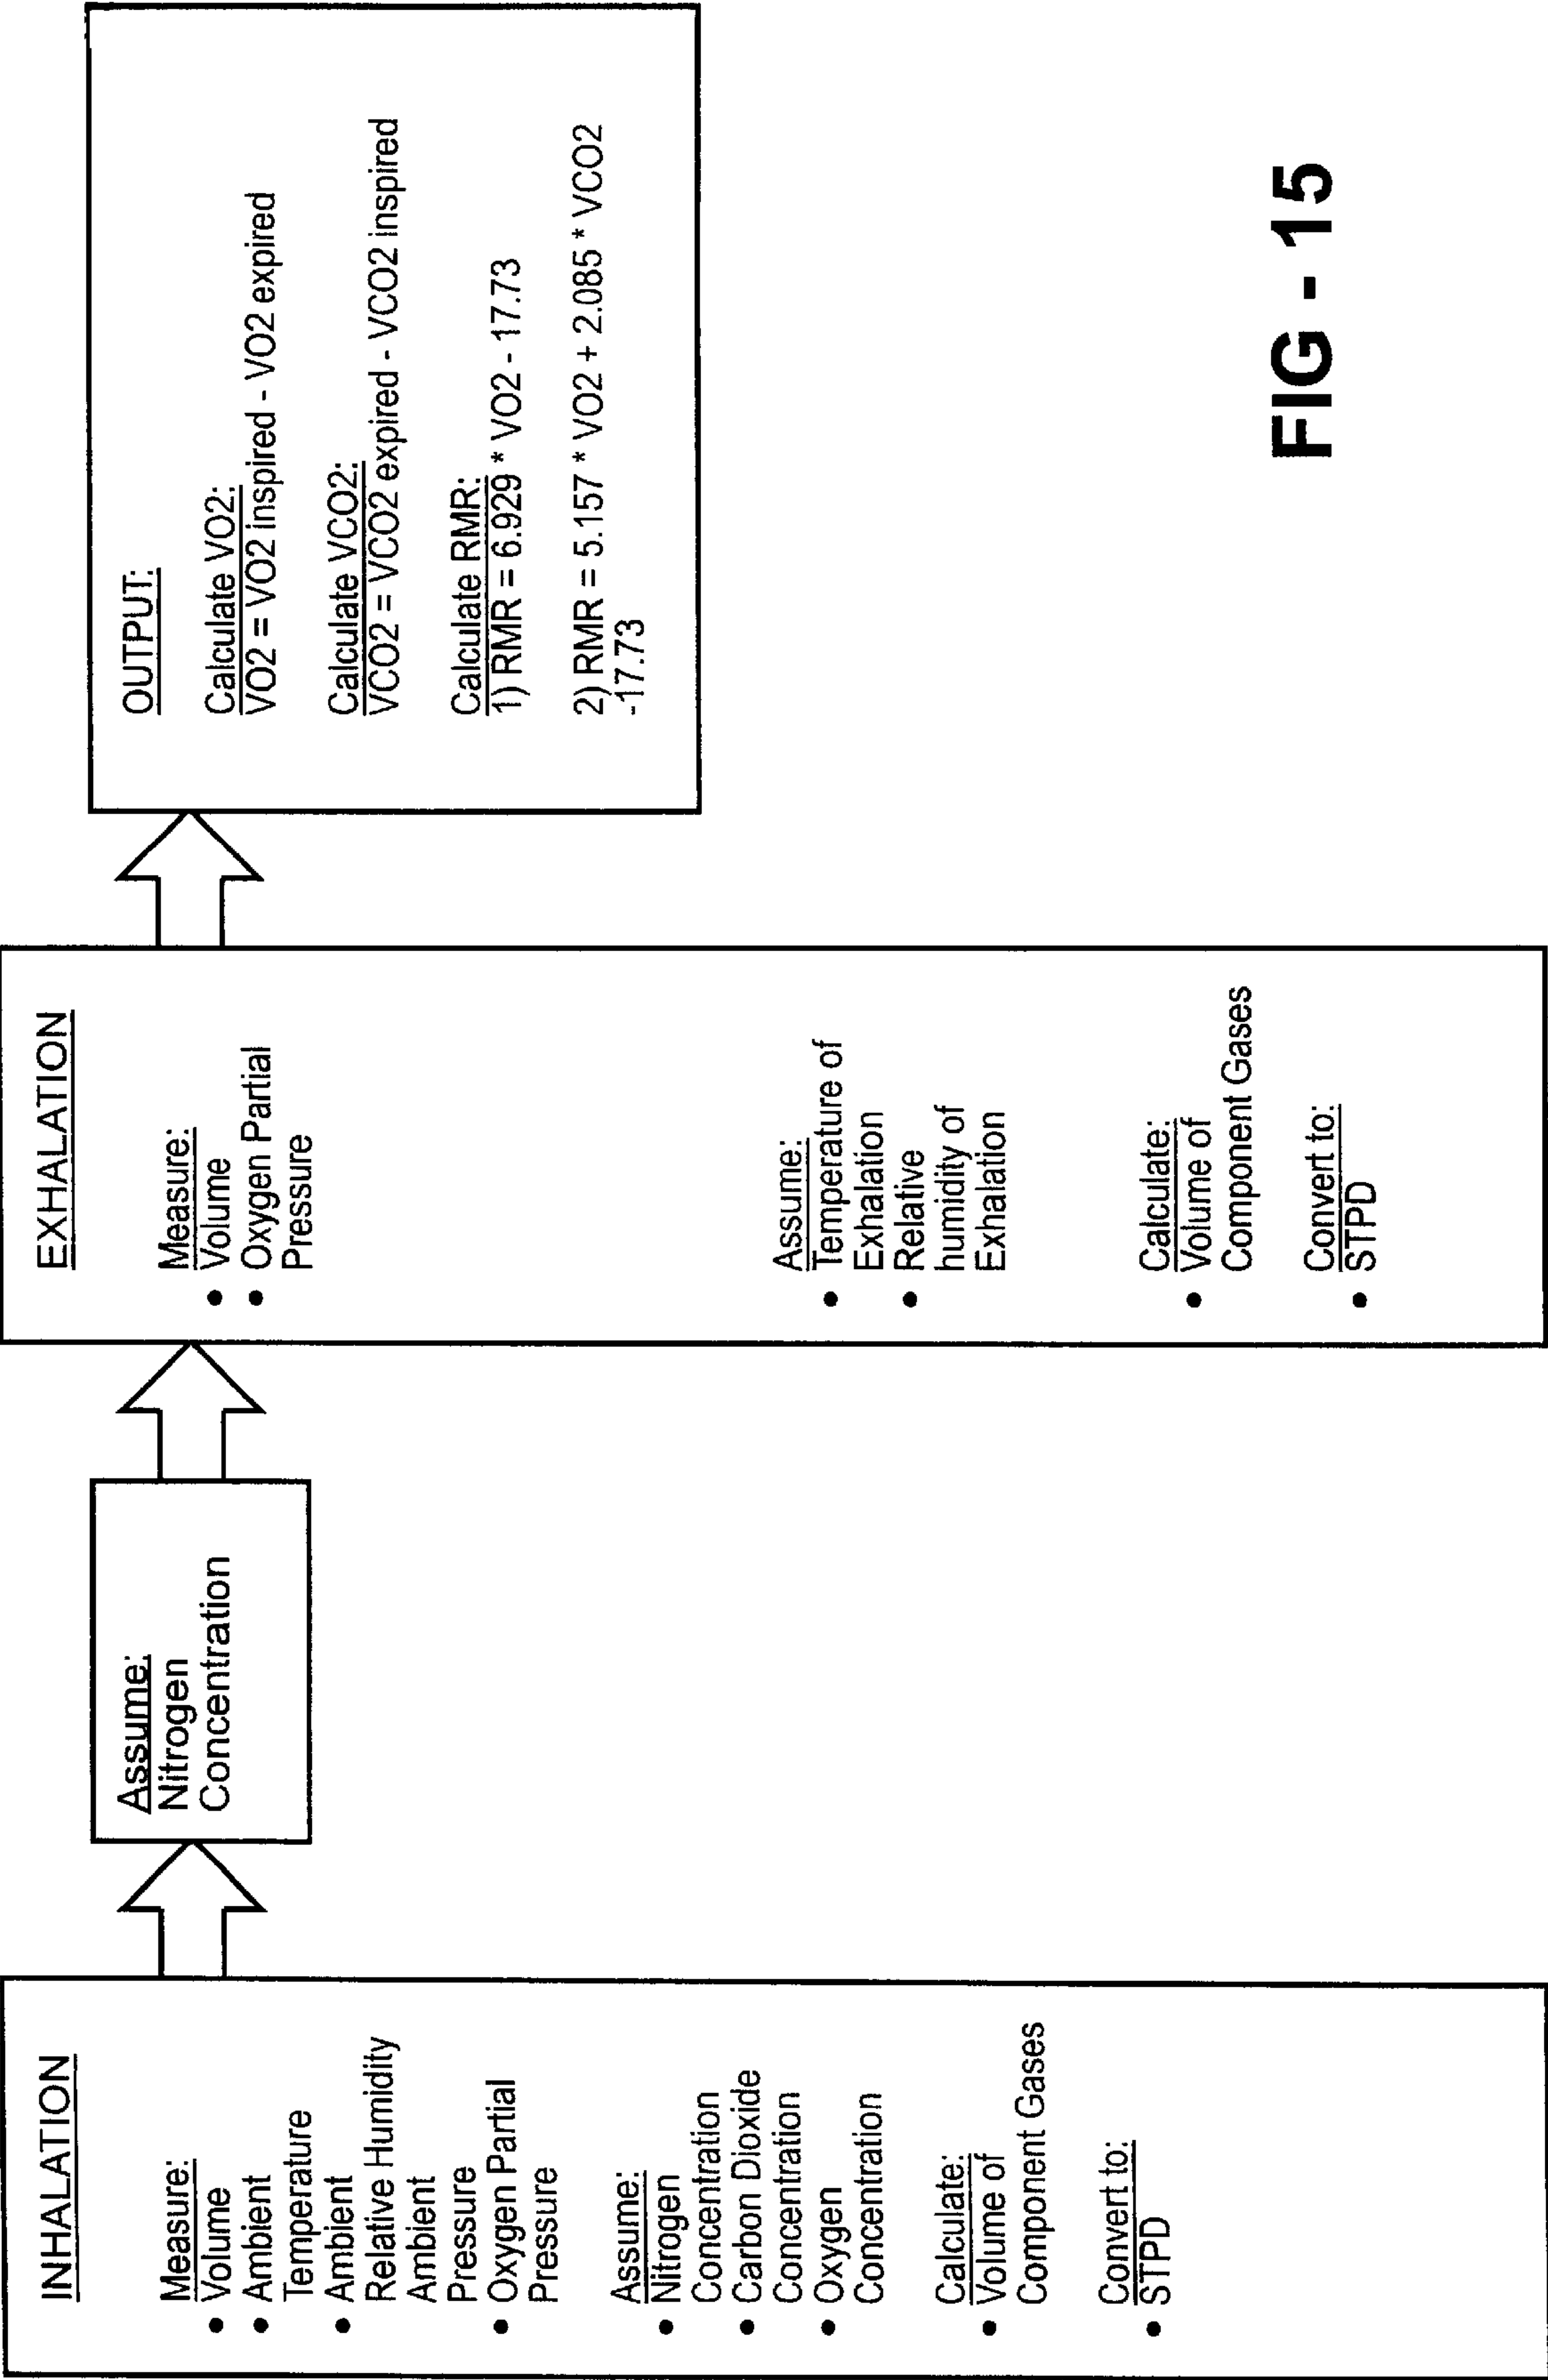 INHALATION
Measure:
• Volume
• Ambient
Temperature
• Ambient
Relative Humidity
Ambient
Pressure
• Oxygen Partial
Pressure
Assume:
• Nitrogen
Concentration
• Carbon Dioxide
Concentration
• Oxygen
Concentration
Calculate:
• Volume of
Component Gases
Convert to:
• STPD
Assume:
Nitrogen
Concentration
EXHALATION
Measure:
• Volume
• Oxygen Partial
Pressure
Assume:
• Temperature of
Exhalation
• Relative
humidity of
Exhalation
Calculate:
• Volume of
Component Gases
Convert to:
• STPD
OUTPUT:
Calculate VO2:
VO2 = VO2 inspired - VO2 expired
Calculate VCO2:
VCO2 = VCO2 expired - VCO2 inspired
Calculate RMR:
1) RMR = 6.929 * VO2 - 17.73
2) RMR = 5.157 * VO2 + 2.085 * VCO2
-17.73
FIG - 15